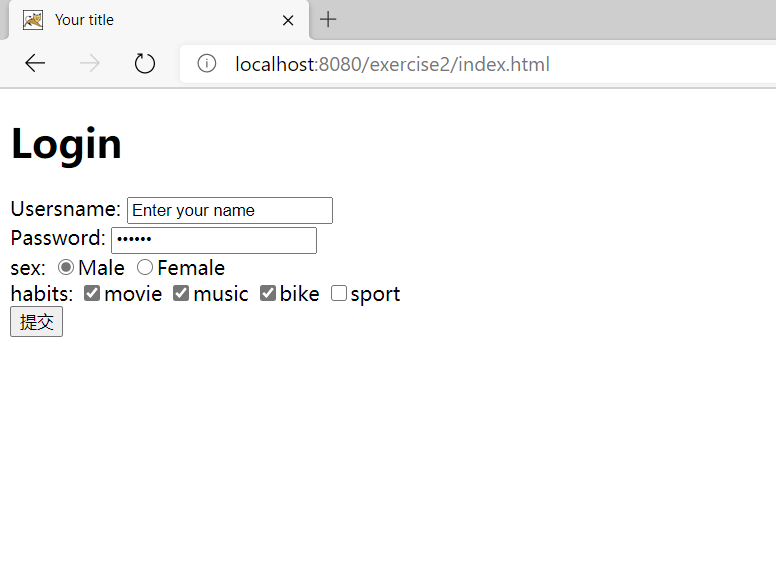 Your title
localhost:8080/exercise2/index.html
Login
Usersname: Enter your name
Password: ••••••
sex: Male Female
habits: movie music bike sport
提交